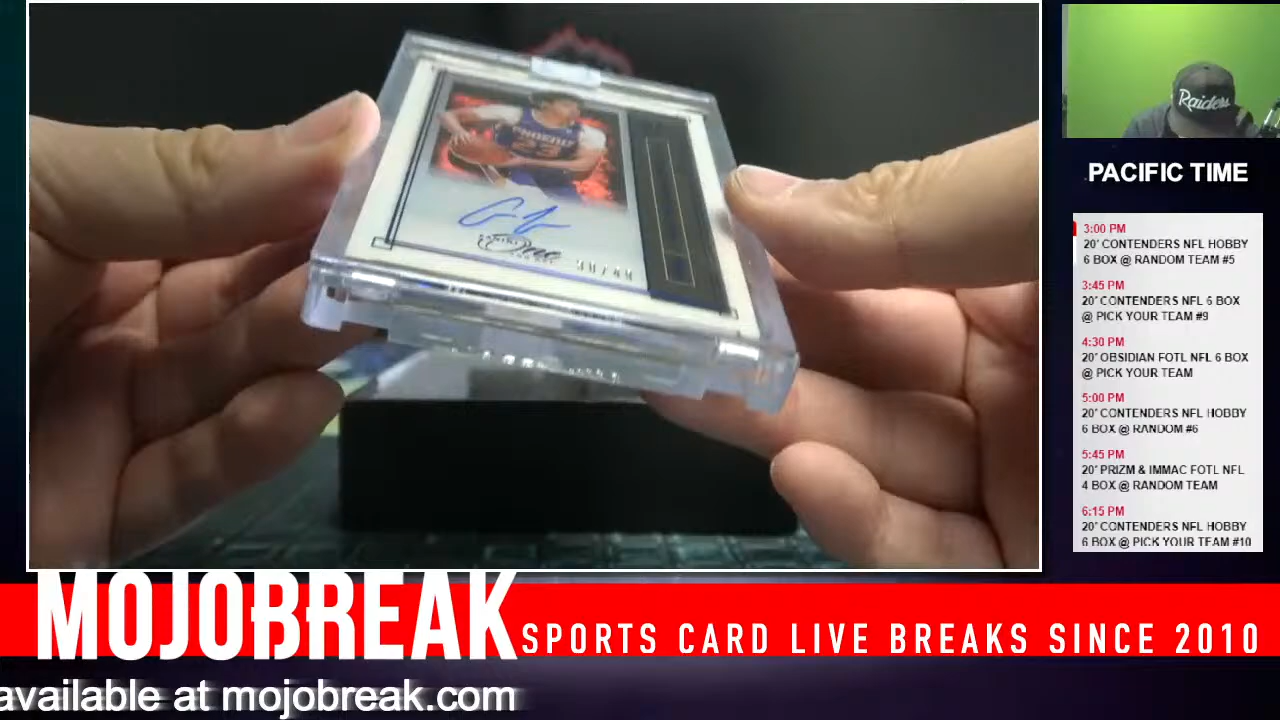 PHOENIX
23
PANINI
One
Raiders
PACIFIC TIME
3:00 PM
20' CONTENDERS NFL HOBBY
6 BOX @ RANDOM TEAM #5
3:45 PM
20' CONTENDERS NFL 6 BOX
@ PICK YOUR TEAM #9
4:30 PM
20' OBSIDIAN FOTL NFL 6 BOX
@ PICK YOUR TEAM
5:00 PM
20' CONTENDERS NFL HOBBY
6 BOX @ RANDOM #6
5:45 PM
20' PRIZM & IMMAC FOTL NFL
4 BOX @ RANDOM TEAM
6:15 PM
20' CONTENDERS NFL HOBBY
6 BOX @ PICK YOUR TEAM #10
MOJOBREAK
SPORTS CARD LIVE BREAKS SINCE 2010
available at mojobreak.com